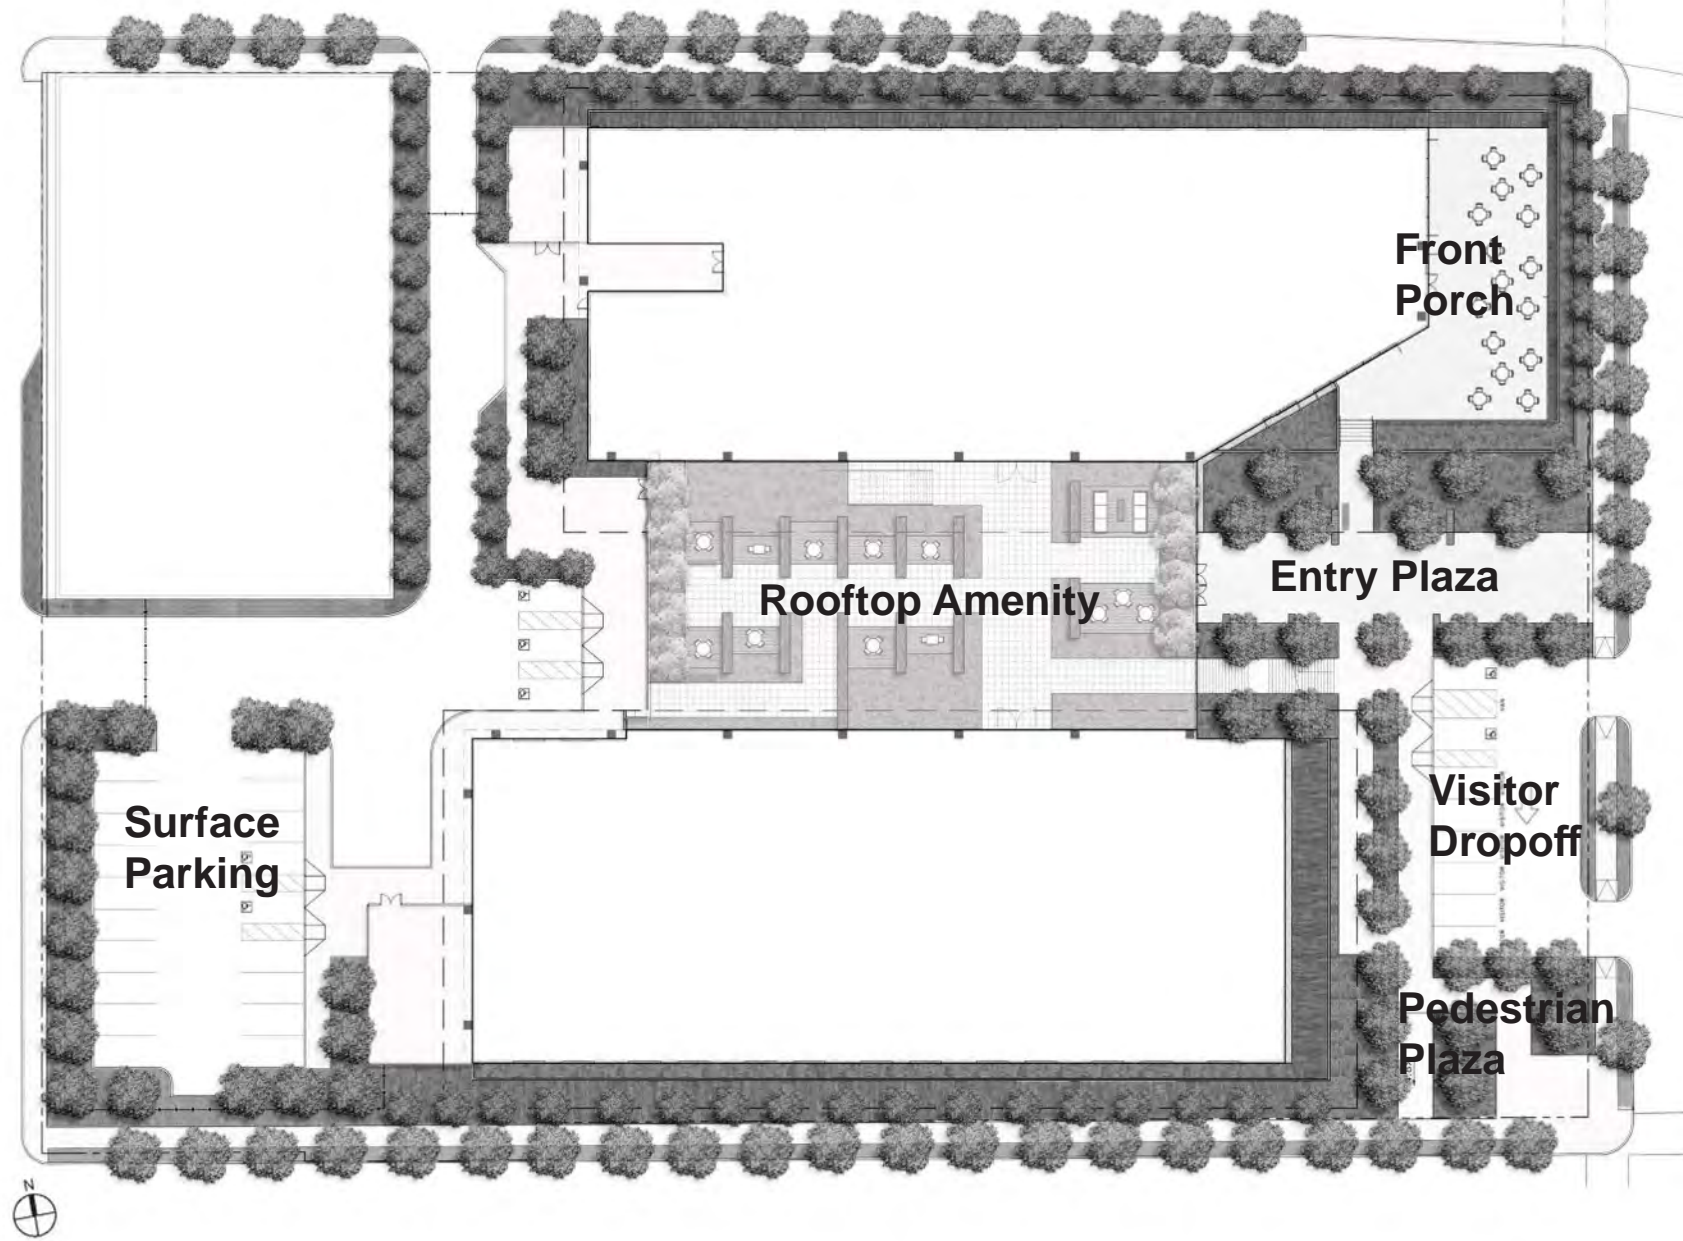 Front
Porch
Entry Plaza
Rooftop Amenity
Visitor
Dropoff
Surface
Parking
Pedestrian
Plaza
N